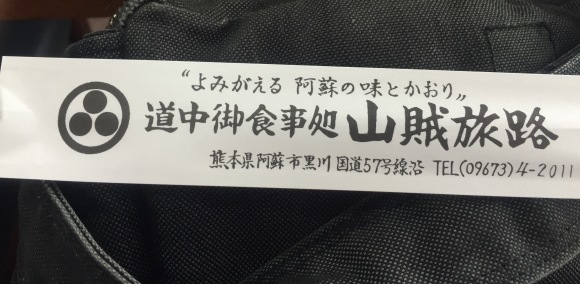 “よみがえる 阿蘇の味とかおり„
道中御食事処 山賊旅路
熊本県阿蘇市黒川 国道57号線沿 TEL(09673)4-2011